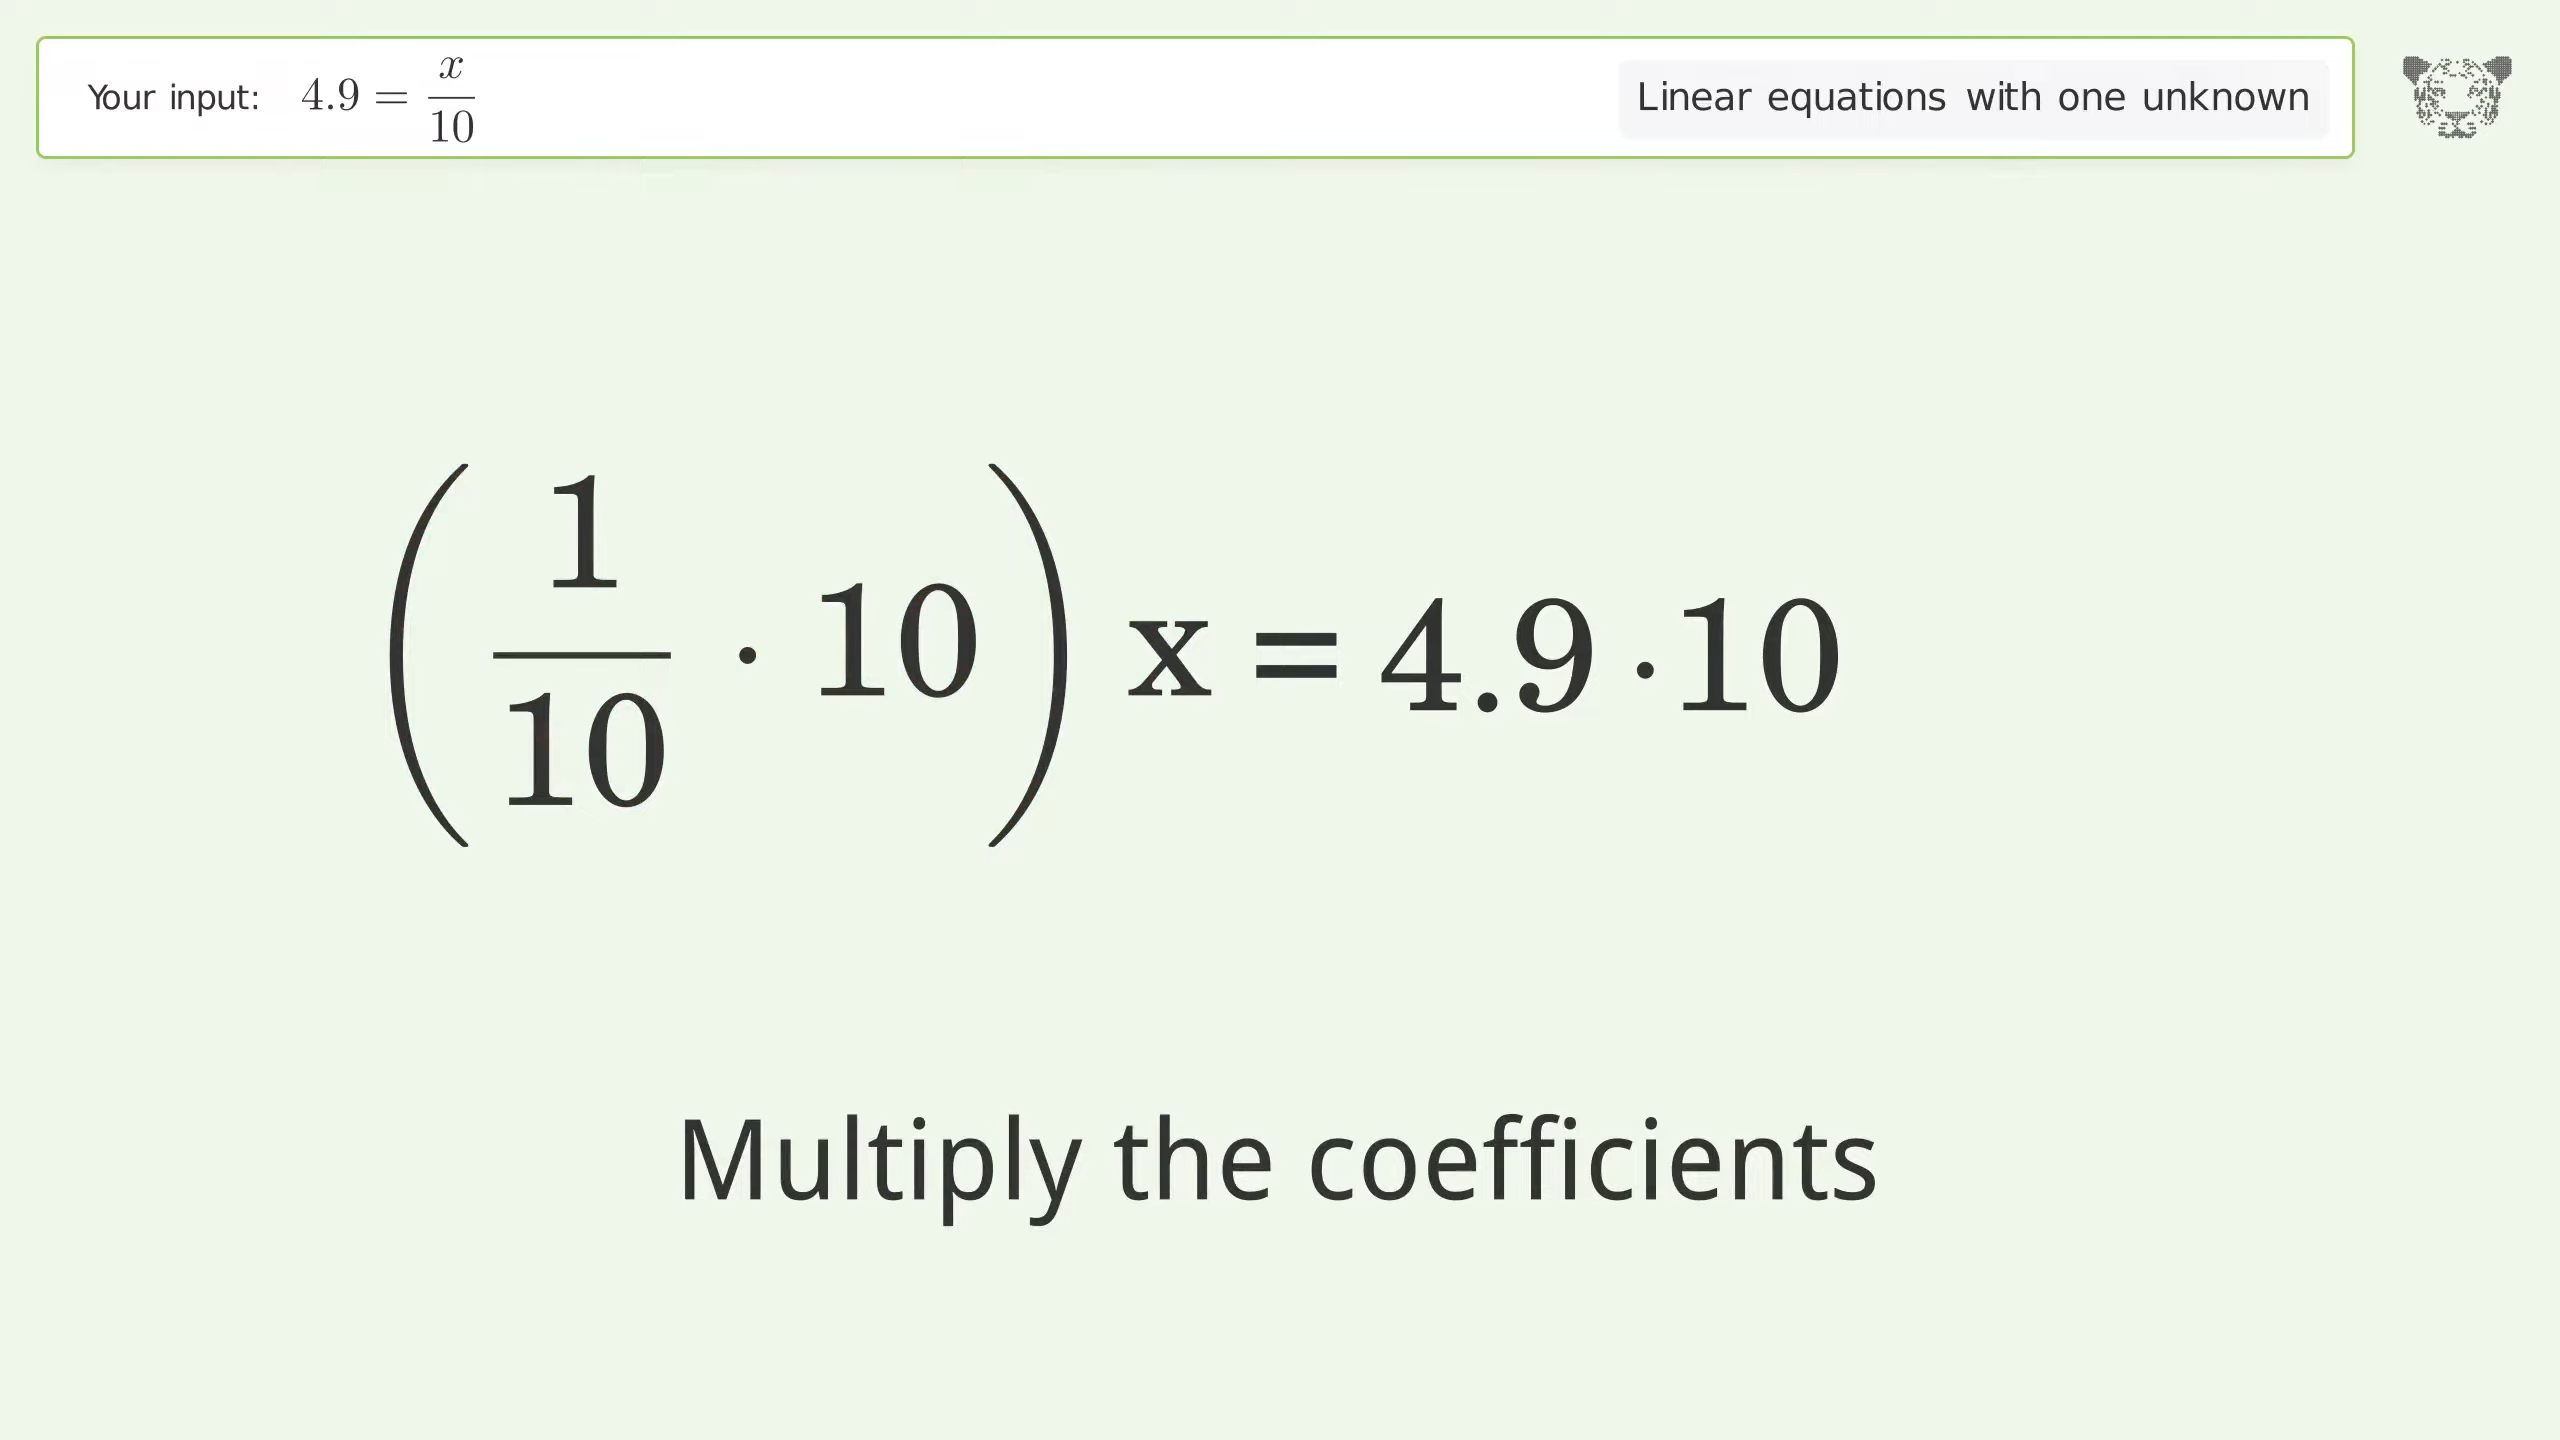 Your input: 4.9 = x/10
Linear equations with one unknown
(1/10 · 10) x = 4.9 · 10
Multiply the coefficients